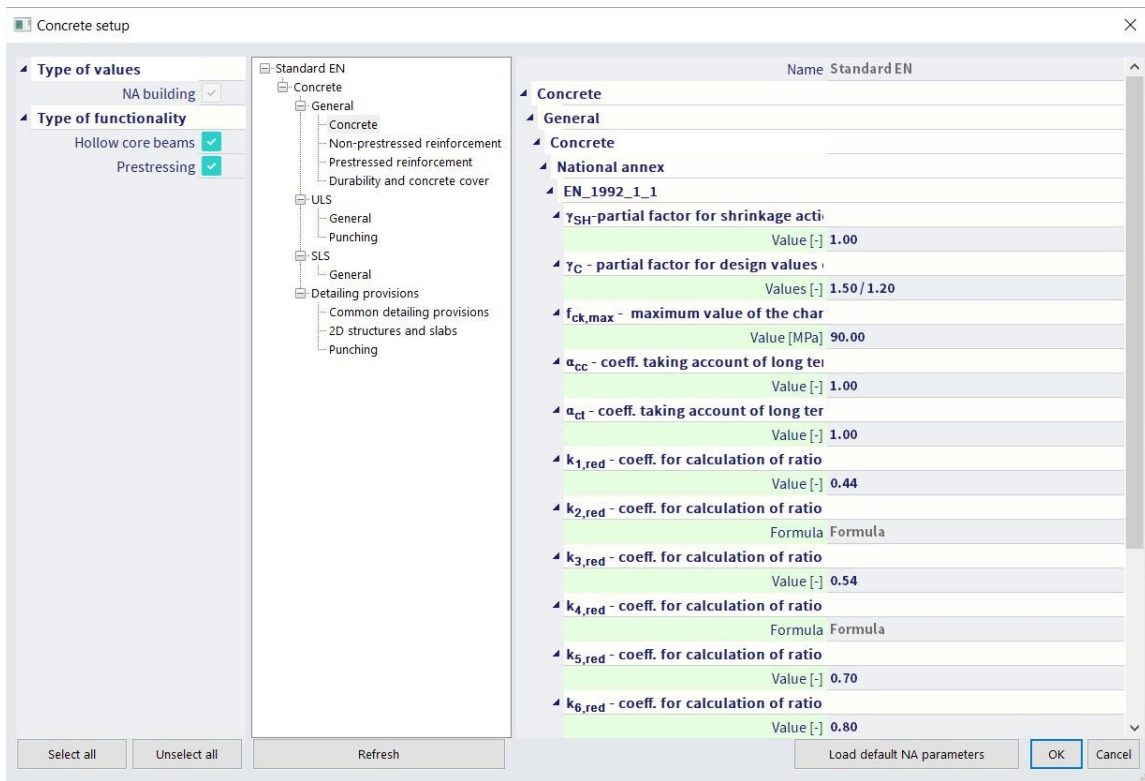 Concrete setup
Type of values
NA building
Type of functionality
Hollow core beams
Prestressing
Standard EN
Concrete
General
Concrete
Non-prestressed reinforcement
Prestressed reinforcement
Durability and concrete cover
ULS
General
Punching
SLS
General
Detailing provisions
Common detailing provisions
2D structures and slabs
Punching
Name Standard EN
Concrete
General
Concrete
National annex
EN_1992_1_1
γSH-partial factor for shrinkage acti
Value [-] 1.00
γC - partial factor for design values
Values [-] 1.50 / 1.20
fck,max - maximum value of the char
Value [MPa] 90.00
αcc - coeff. taking account of long ter
Value [-] 1.00
αct - coeff. taking account of long ter
Value [-] 1.00
k1,red - coeff. for calculation of ratio
Value [-] 0.44
k2,red - coeff. for calculation of ratio
Formula Formula
k3,red - coeff. for calculation of ratio
Value [-] 0.54
k4,red - coeff. for calculation of ratio
Formula Formula
k5,red - coeff. for calculation of ratio
Value [-] 0.70
k6,red - coeff. for calculation of ratio
Value [-] 0.80
Select all
Unselect all
Refresh
Load default NA parameters
OK
Cancel